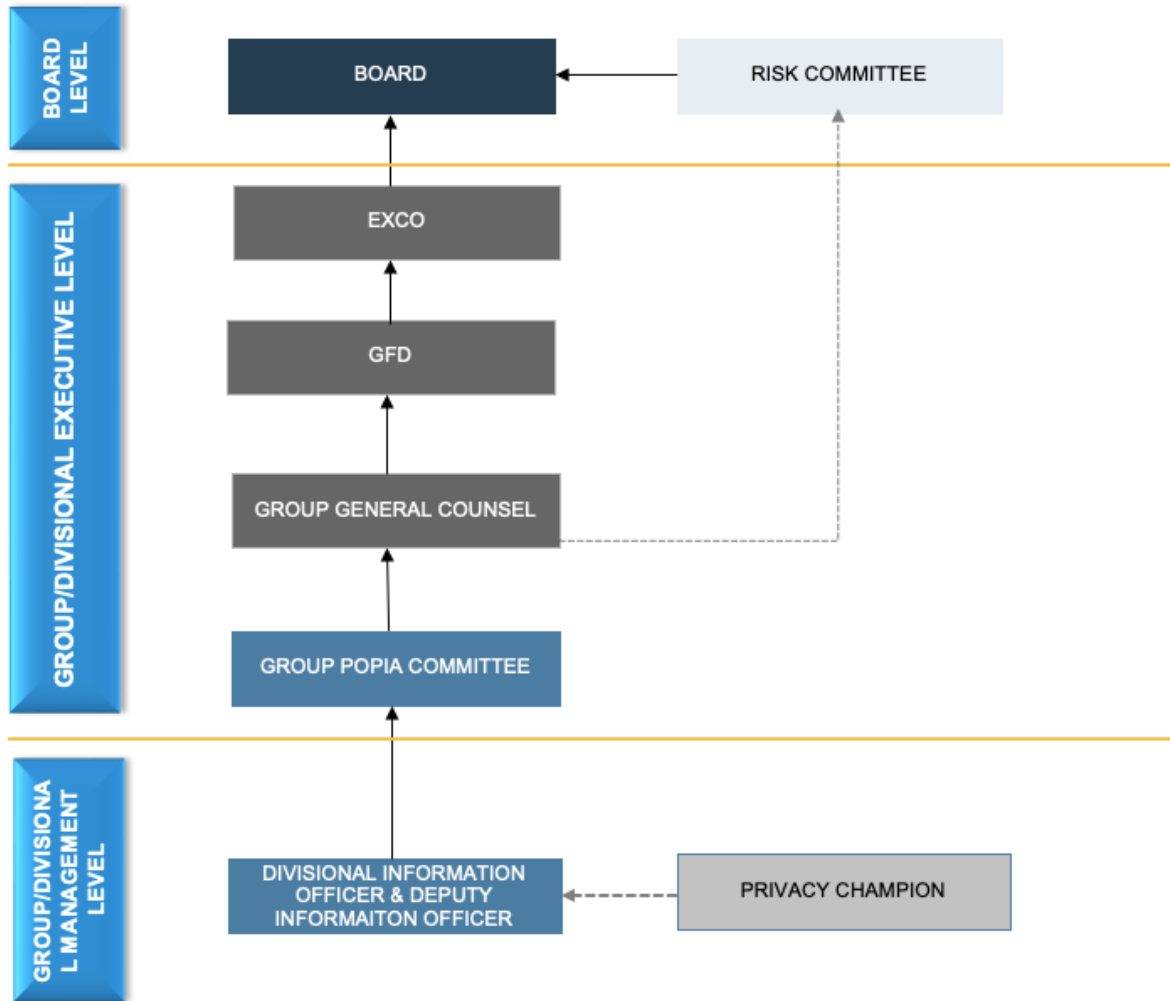 BOARD
LEVEL
BOARD
RISK COMMITTEE
GROUP/DIVISIONAL EXECUTIVE LEVEL
EXCO
GFD
GROUP GENERAL COUNSEL
GROUP POPIA COMMITTEE
GROUP/DIVISIONA
L MANAGEMENT
LEVEL
DIVISIONAL INFORMATION
OFFICER & DEPUTY
INFORMAITON OFFICER
PRIVACY CHAMPION